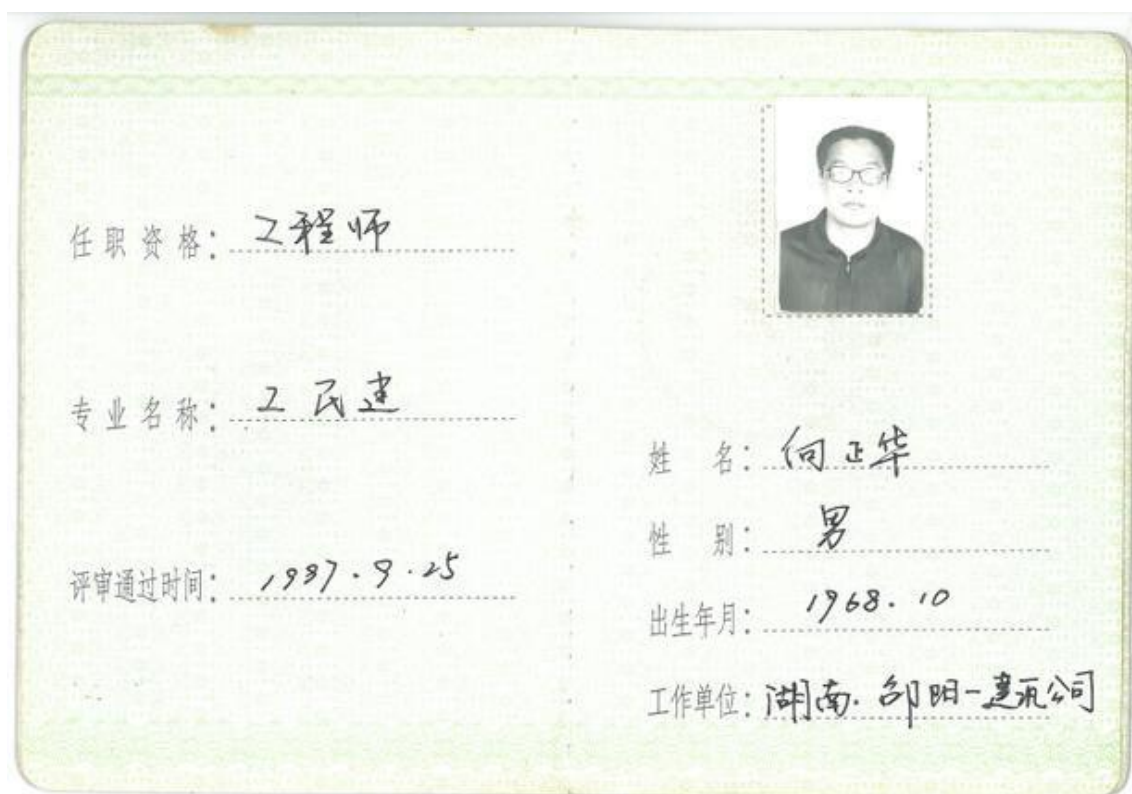 任职资格：工程师
专业名称：工民建
评审通过时间：1997.9.25
姓名：向正华
性别：男
出生年月：1968.10
工作单位：湖南.邵阳一建筑公司